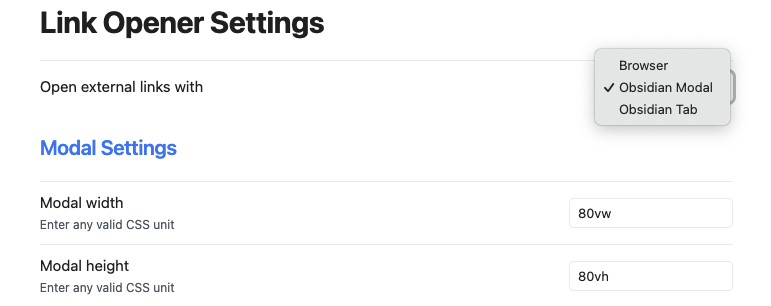 Link Opener Settings
Open external links with
Browser
✓ Obsidian Modal
Obsidian Tab
Modal Settings
Modal width
Enter any valid CSS unit
80vw
Modal height
Enter any valid CSS unit
80vh